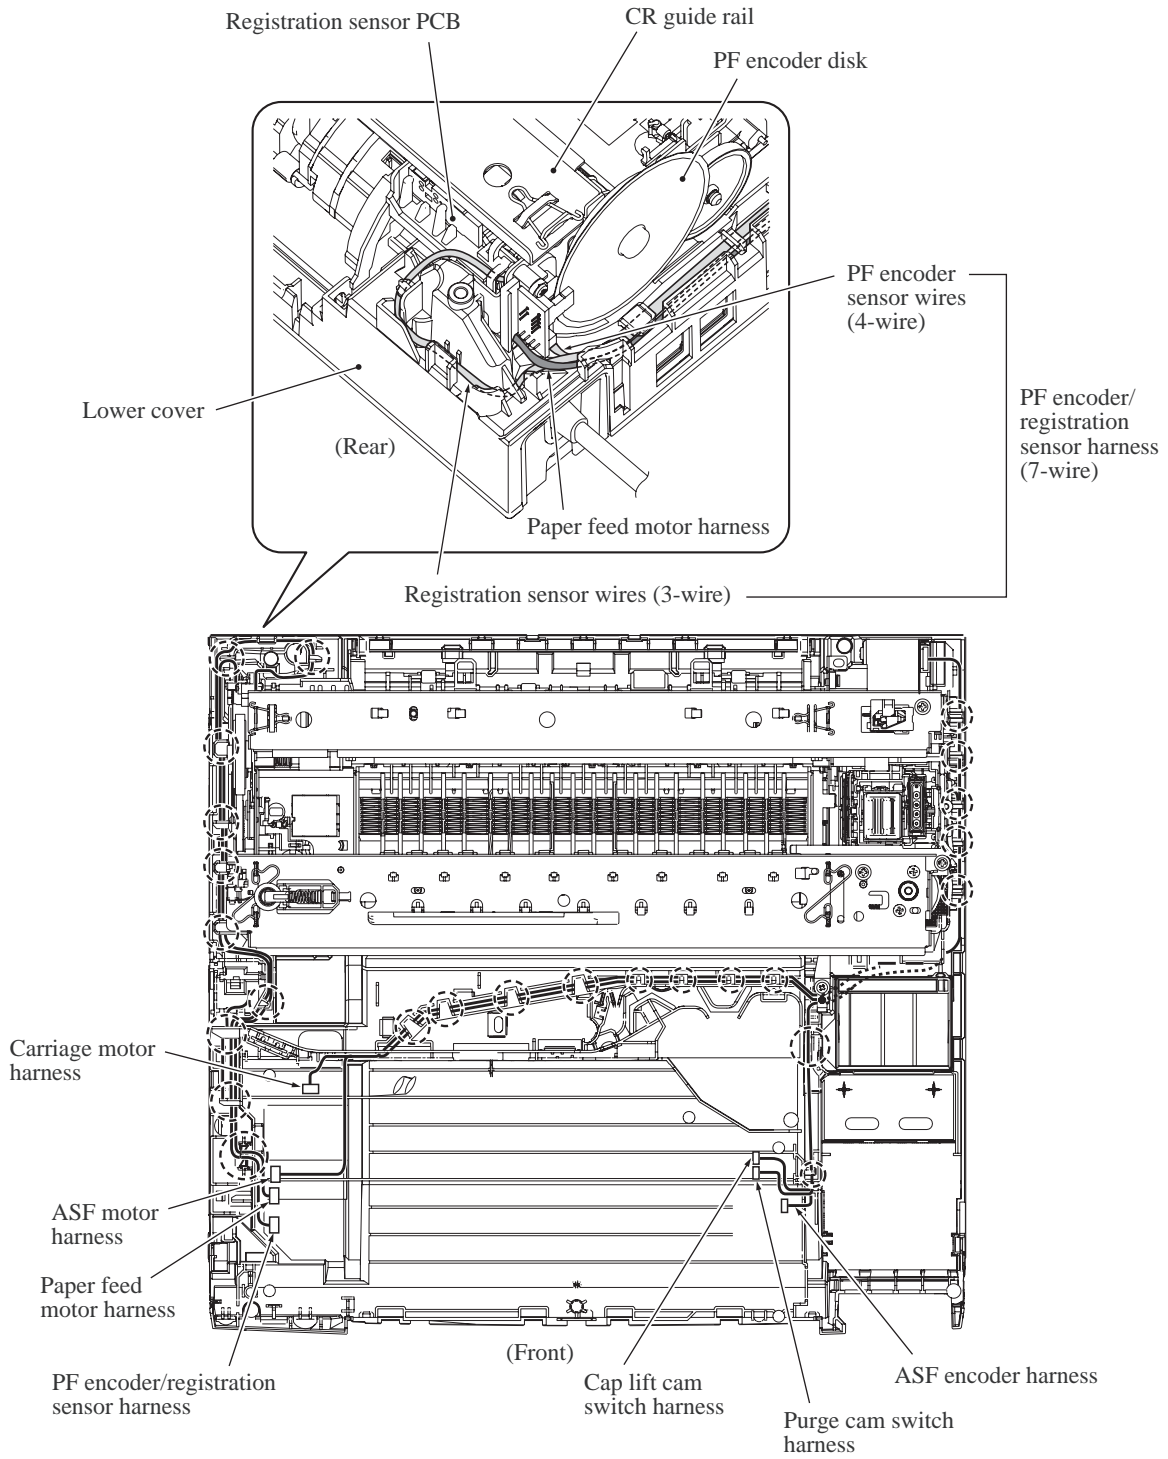 Registration sensor PCB
CR guide rail
PF encoder disk
PF encoder
sensor wires
(4-wire)
PF encoder/
registration
sensor harness
(7-wire)
Lower cover
(Rear)
Paper feed motor harness
Registration sensor wires (3-wire)
Carriage motor
harness
ASF motor
harness
Paper feed
motor harness
PF encoder/registration
sensor harness
(Front)
Cap lift cam
switch harness
Purge cam switch
harness
ASF encoder harness